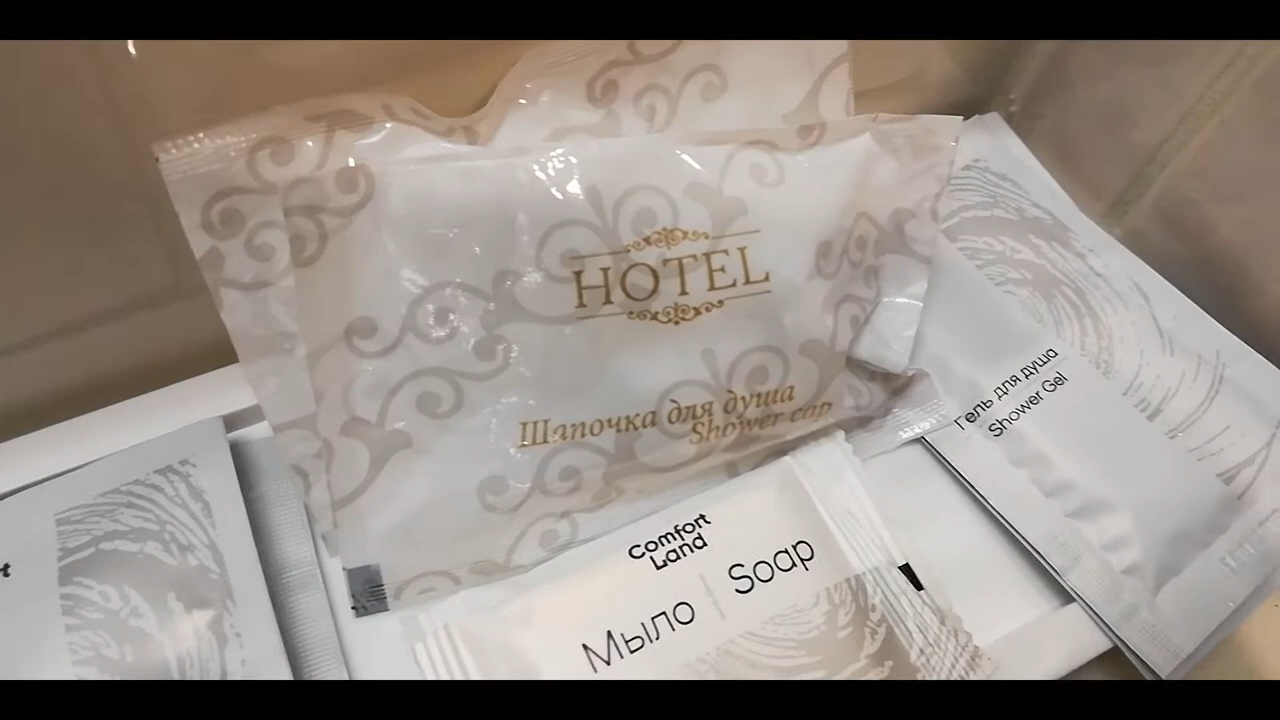 HOTEL
Шапочка для душа
Shower cap
Гель для душа
Shower Gel
Comfort
Land
Мыло | Soap